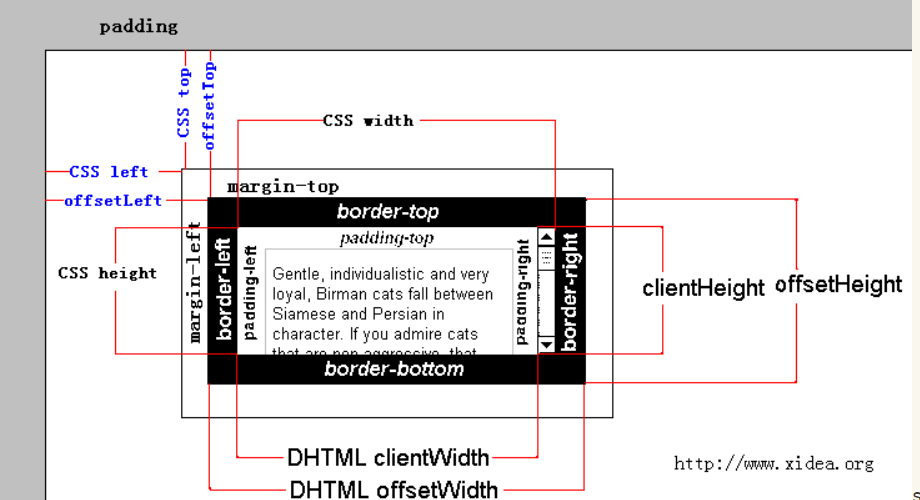 padding
CSS top
offsetTop
CSS width
CSS left
offsetLeft
margin-top
border-top
padding-top
CSS height
margin-left
border-left
padding-left
Gentle, individualistic and very
loyal, Birman cats fall between
Siamese and Persian in
character. If you admire cats
that are non aggressive, that
padding-right
border-right
clientHeight
offsetHeight
border-bottom
DHTML clientWidth
DHTML offsetWidth
http://www.xidea.org
s